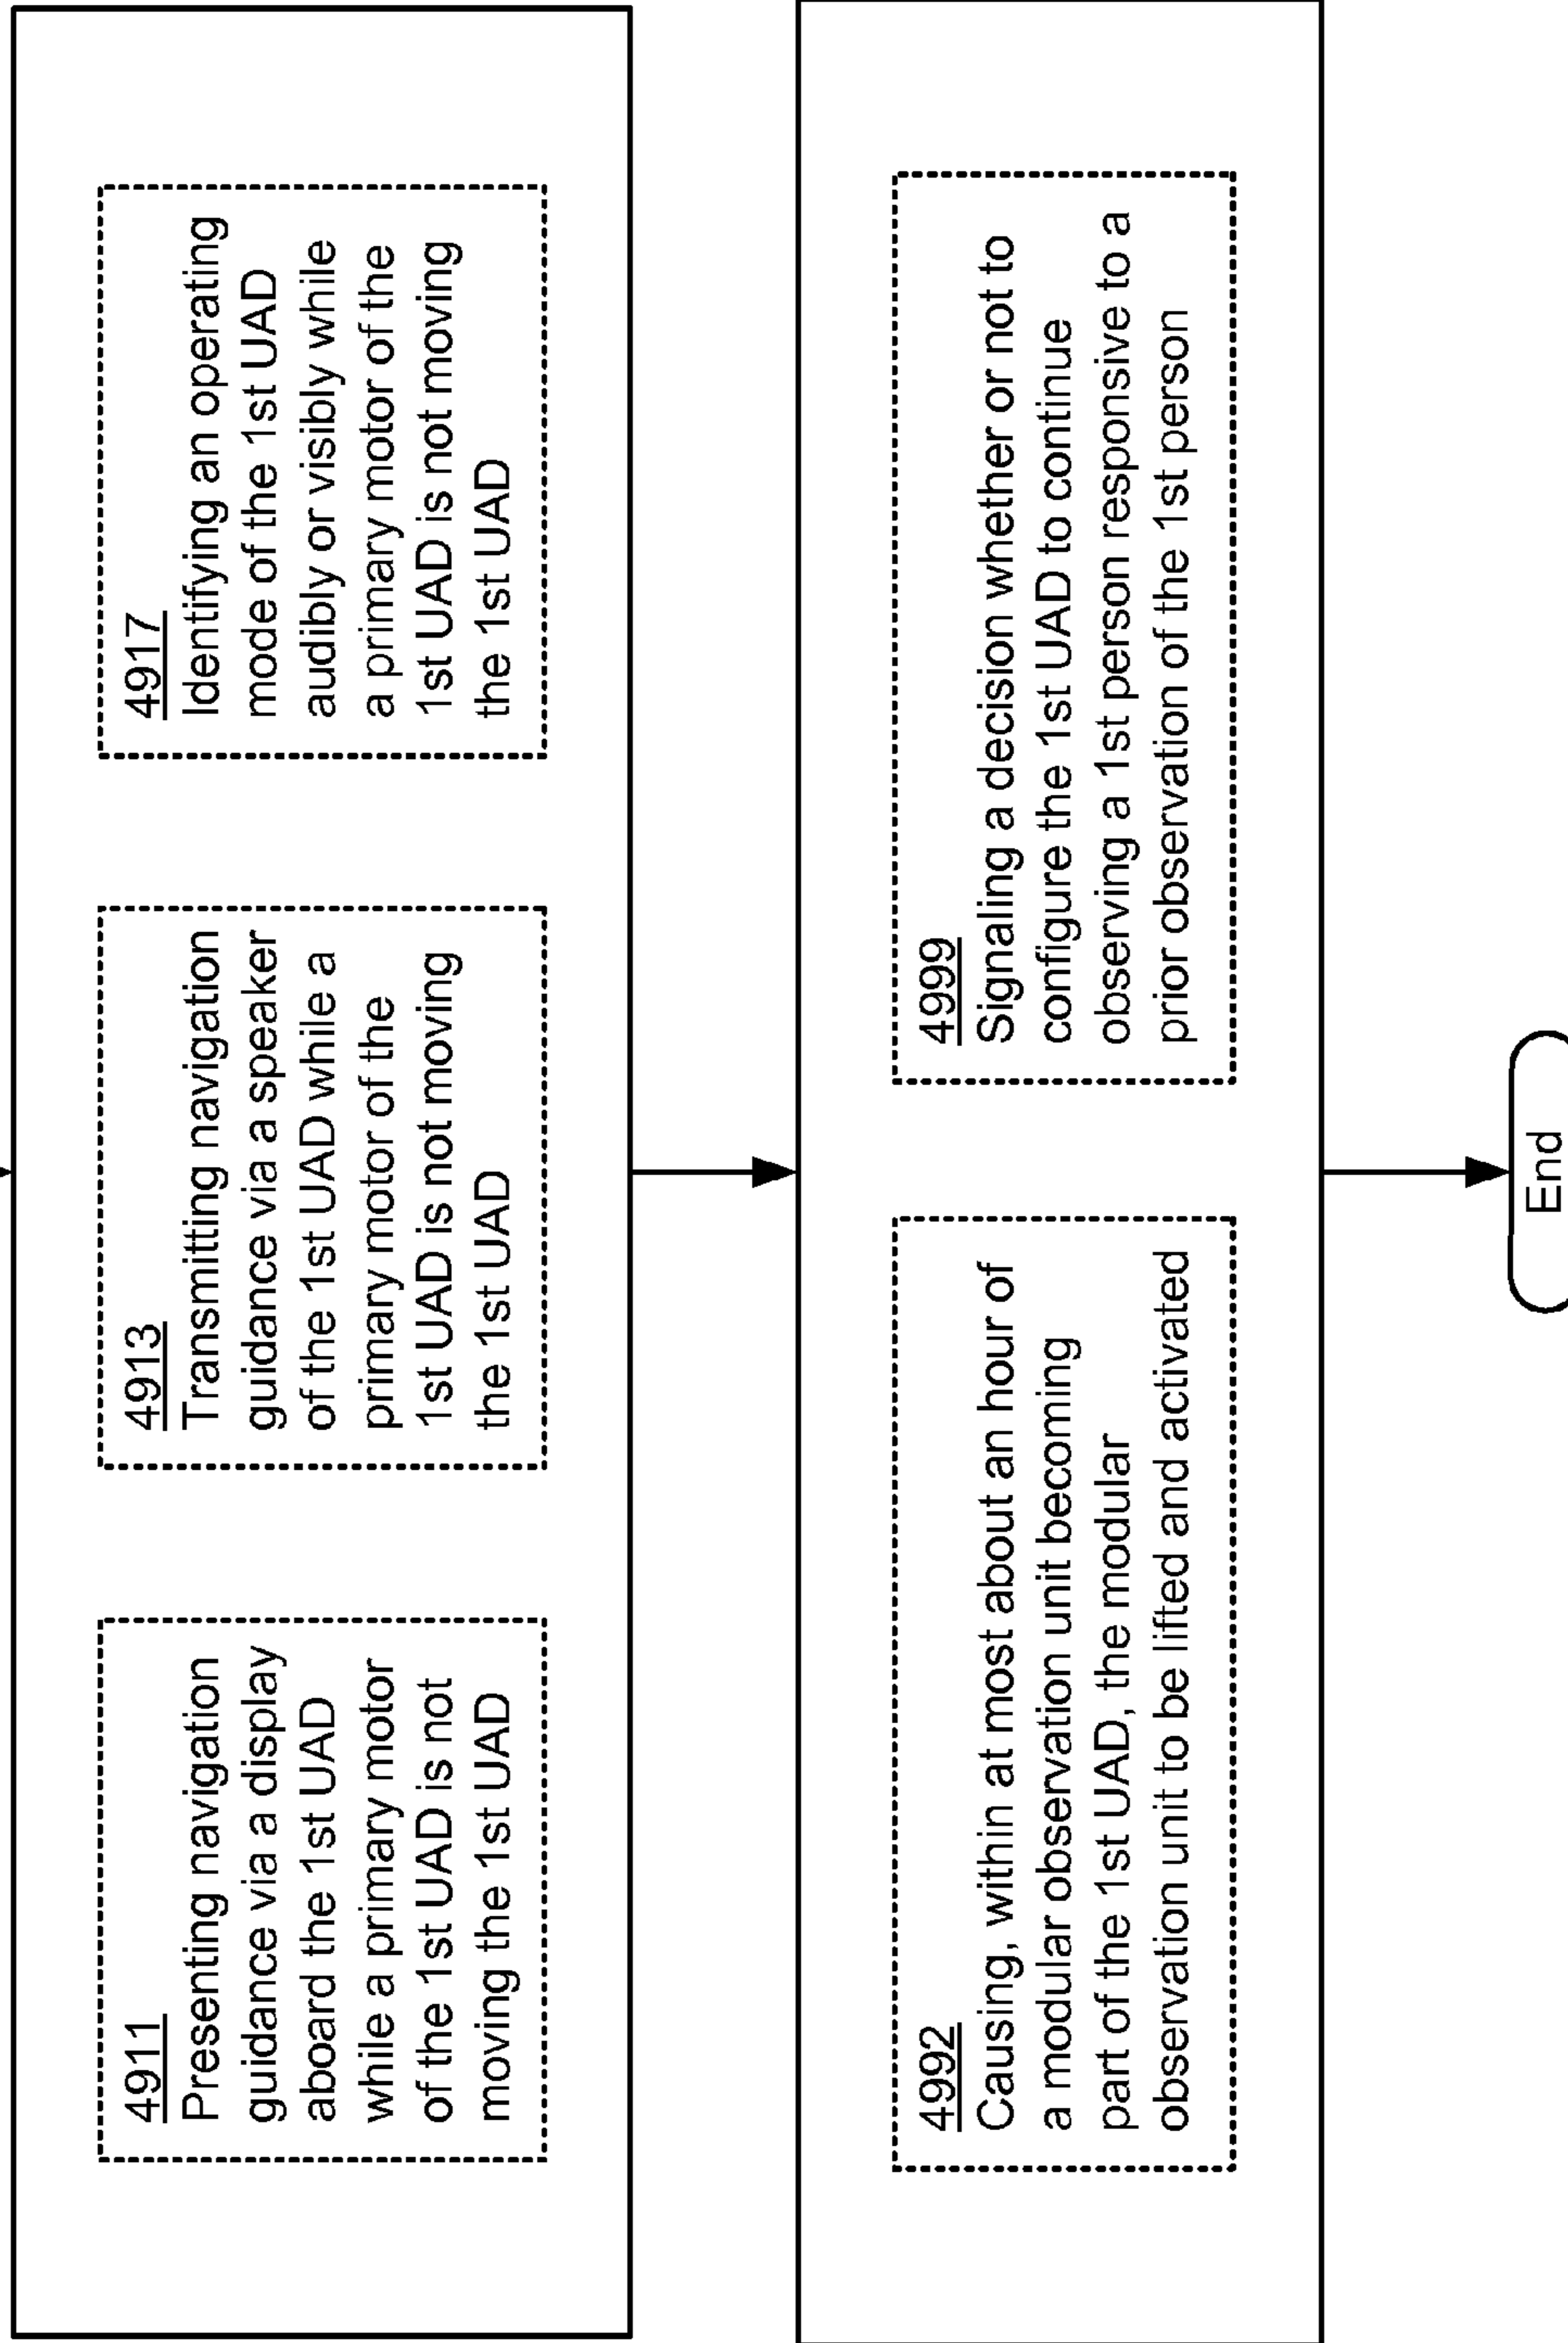 4911
Presenting navigation
guidance via a display
aboard the 1st UAD
while a primary motor
of the 1st UAD is not
moving the 1st UAD
4913
Transmitting navigation
guidance via a speaker
of the 1st UAD while a
primary motor of the
1st UAD is not moving
the 1st UAD
4917
Identifying an operating
mode of the 1st UAD
audibly or visibly while
a primary motor of the
1st UAD is not moving
the 1st UAD
4992
Causing, within at most about an hour of
a modular observation unit becoming
part of the 1st UAD, the modular
observation unit to be lifted and activated
4999
Signaling a decision whether or not to
configure the 1st UAD to continue
observing a 1st person responsive to a
prior observation of the 1st person
End